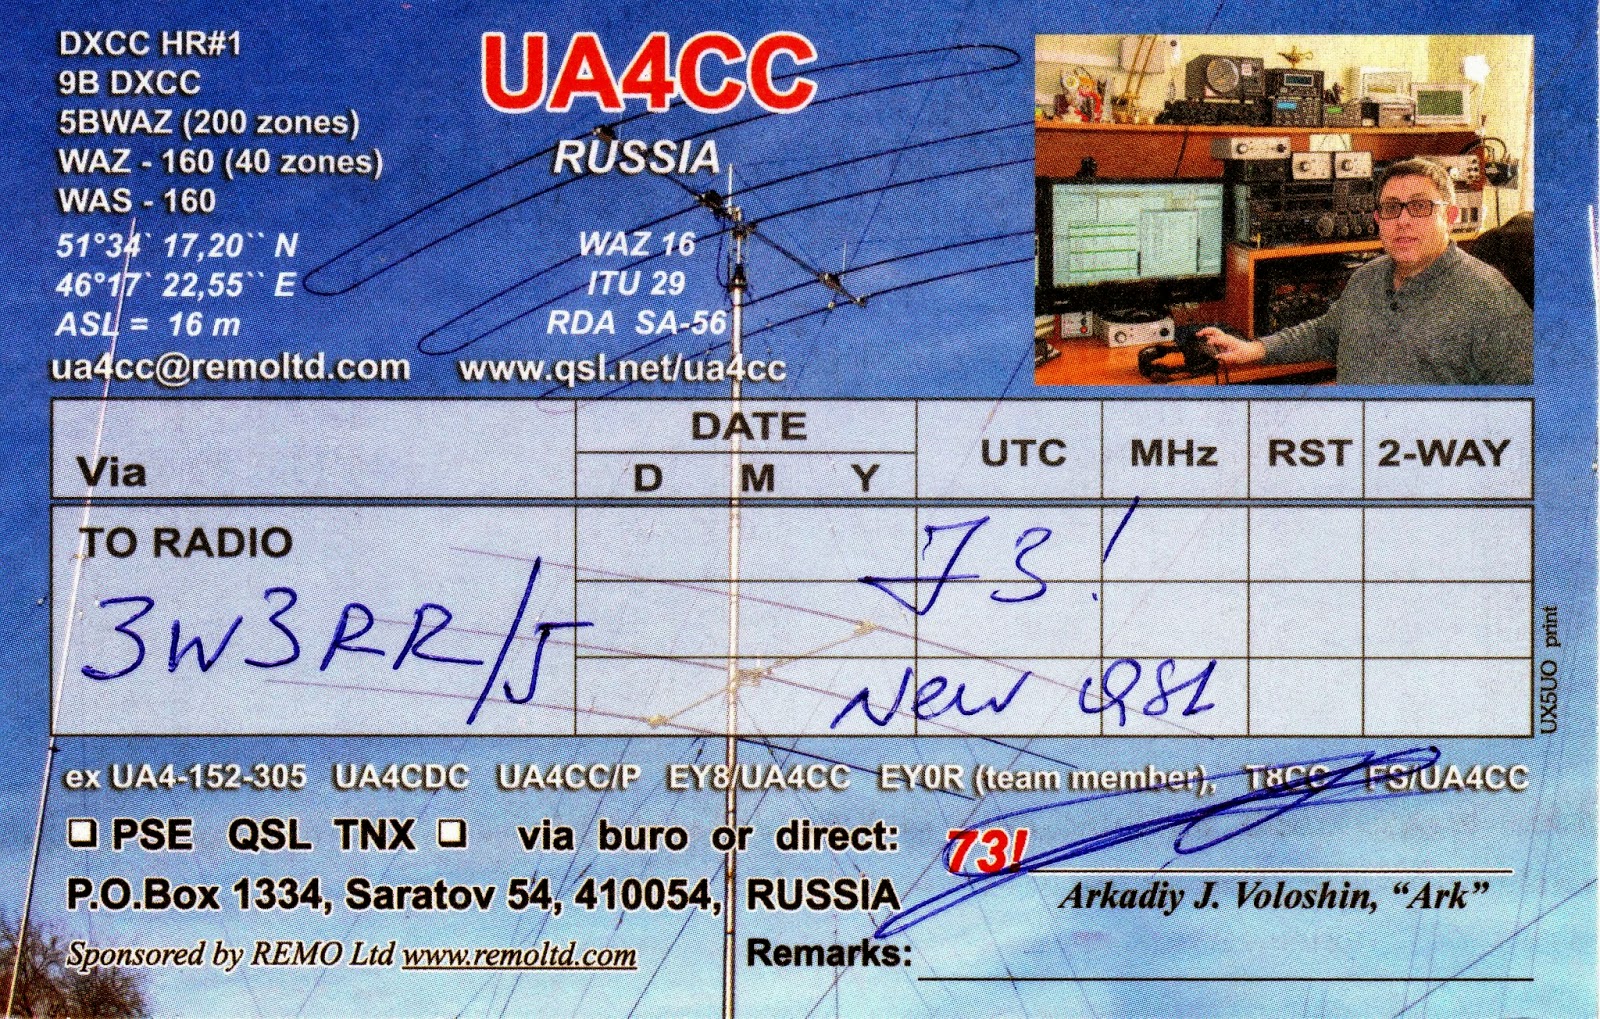 DXCC HR#1
9B DXCC
5BWAZ (200 zones)
WAZ - 160 (40 zones)
WAS - 160
51°34` 17,20`` N
46°17` 22,55`` E
ASL = 16 m
ua4cc@remoltd.com
UA4CC
RUSSIA
WAZ 16
ITU 29
RDA SA-56
www.qsl.net/ua4cc
Via
DATE
D M Y
UTC
MHz
RST
2-WAY
TO RADIO
3W3RR/J
73!
New QSL
UX5UO print
ex UA4-152-305 UA4CDC UA4CC/P EY8/UA4CC EY0R (team member), T8CC FS/UA4CC
PSE QSL TNX via buro or direct:
P.O.Box 1334, Saratov 54, 410054, RUSSIA
Sponsored by REMO Ltd www.remoltd.com
73!
Arkadiy J. Voloshin, “Ark”
Remarks: